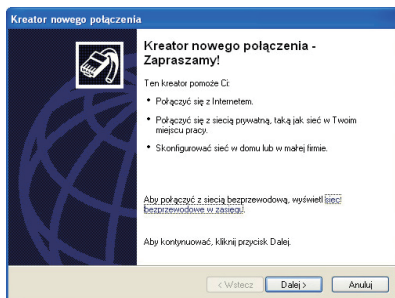 Kreator nowego połączenia
Kreator nowego połączenia -
Zapraszamy!
Ten kreator pomoże Ci:
• Połączyć się z Internetem.
• Połączyć się z siecią prywatną, taką jak sieć w Twoim
miejscu pracy.
• Skonfigurować sieć w domu lub w małej firmie.
Aby połączyć z siecią bezprzewodową, wyświetl sieci
bezprzewodowe w zasięgu.
Aby kontynuować, kliknij przycisk Dalej.
< Wstecz Dalej > Anuluj